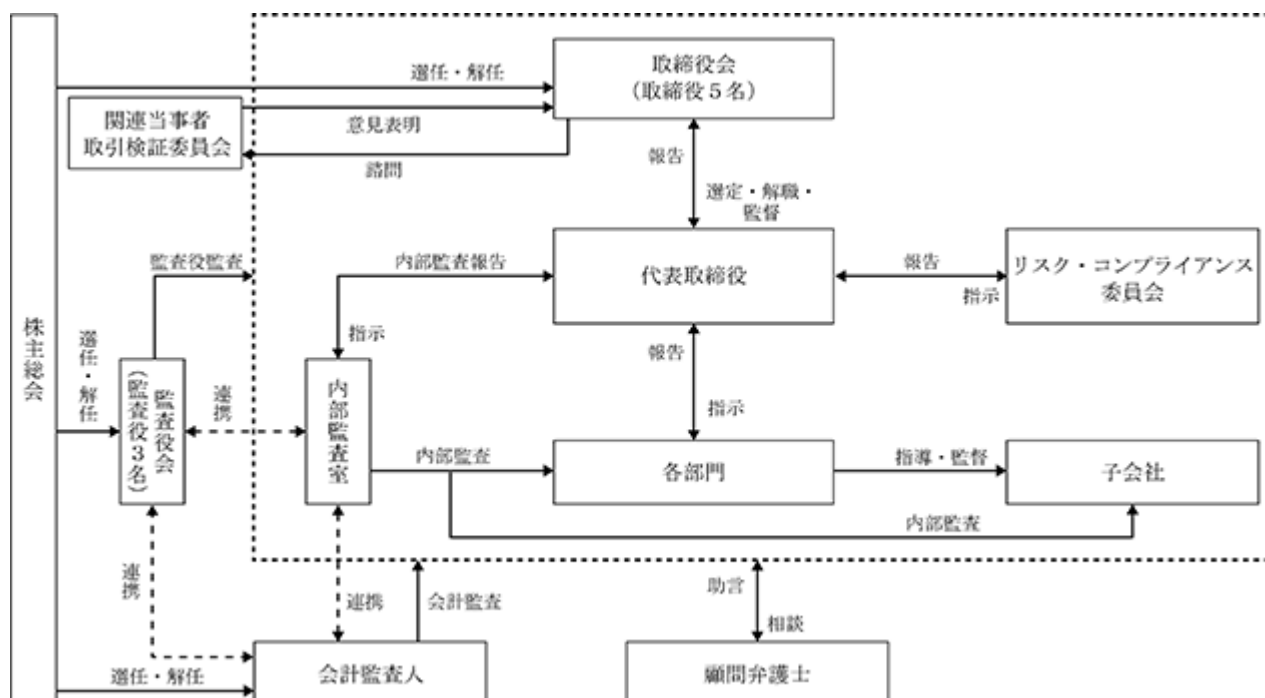 取締役会
（取締役５名）
選任・解任
関連当事者
取引検証委員会
意見表明
諮問
報告
選定・解職・
監督
監査役監査
内部監査報告
代表取締役
報告
指示
リスク・コンプライアンス
委員会
株主総会
選任・解任
指示
報告
監査役会
（監査役３名）
連携
内部監査室
指示
内部監査
各部門
指導・監督
子会社
内部監査
連携
連携
会計監査
助言
相談
選任・解任
会計監査人
顧問弁護士